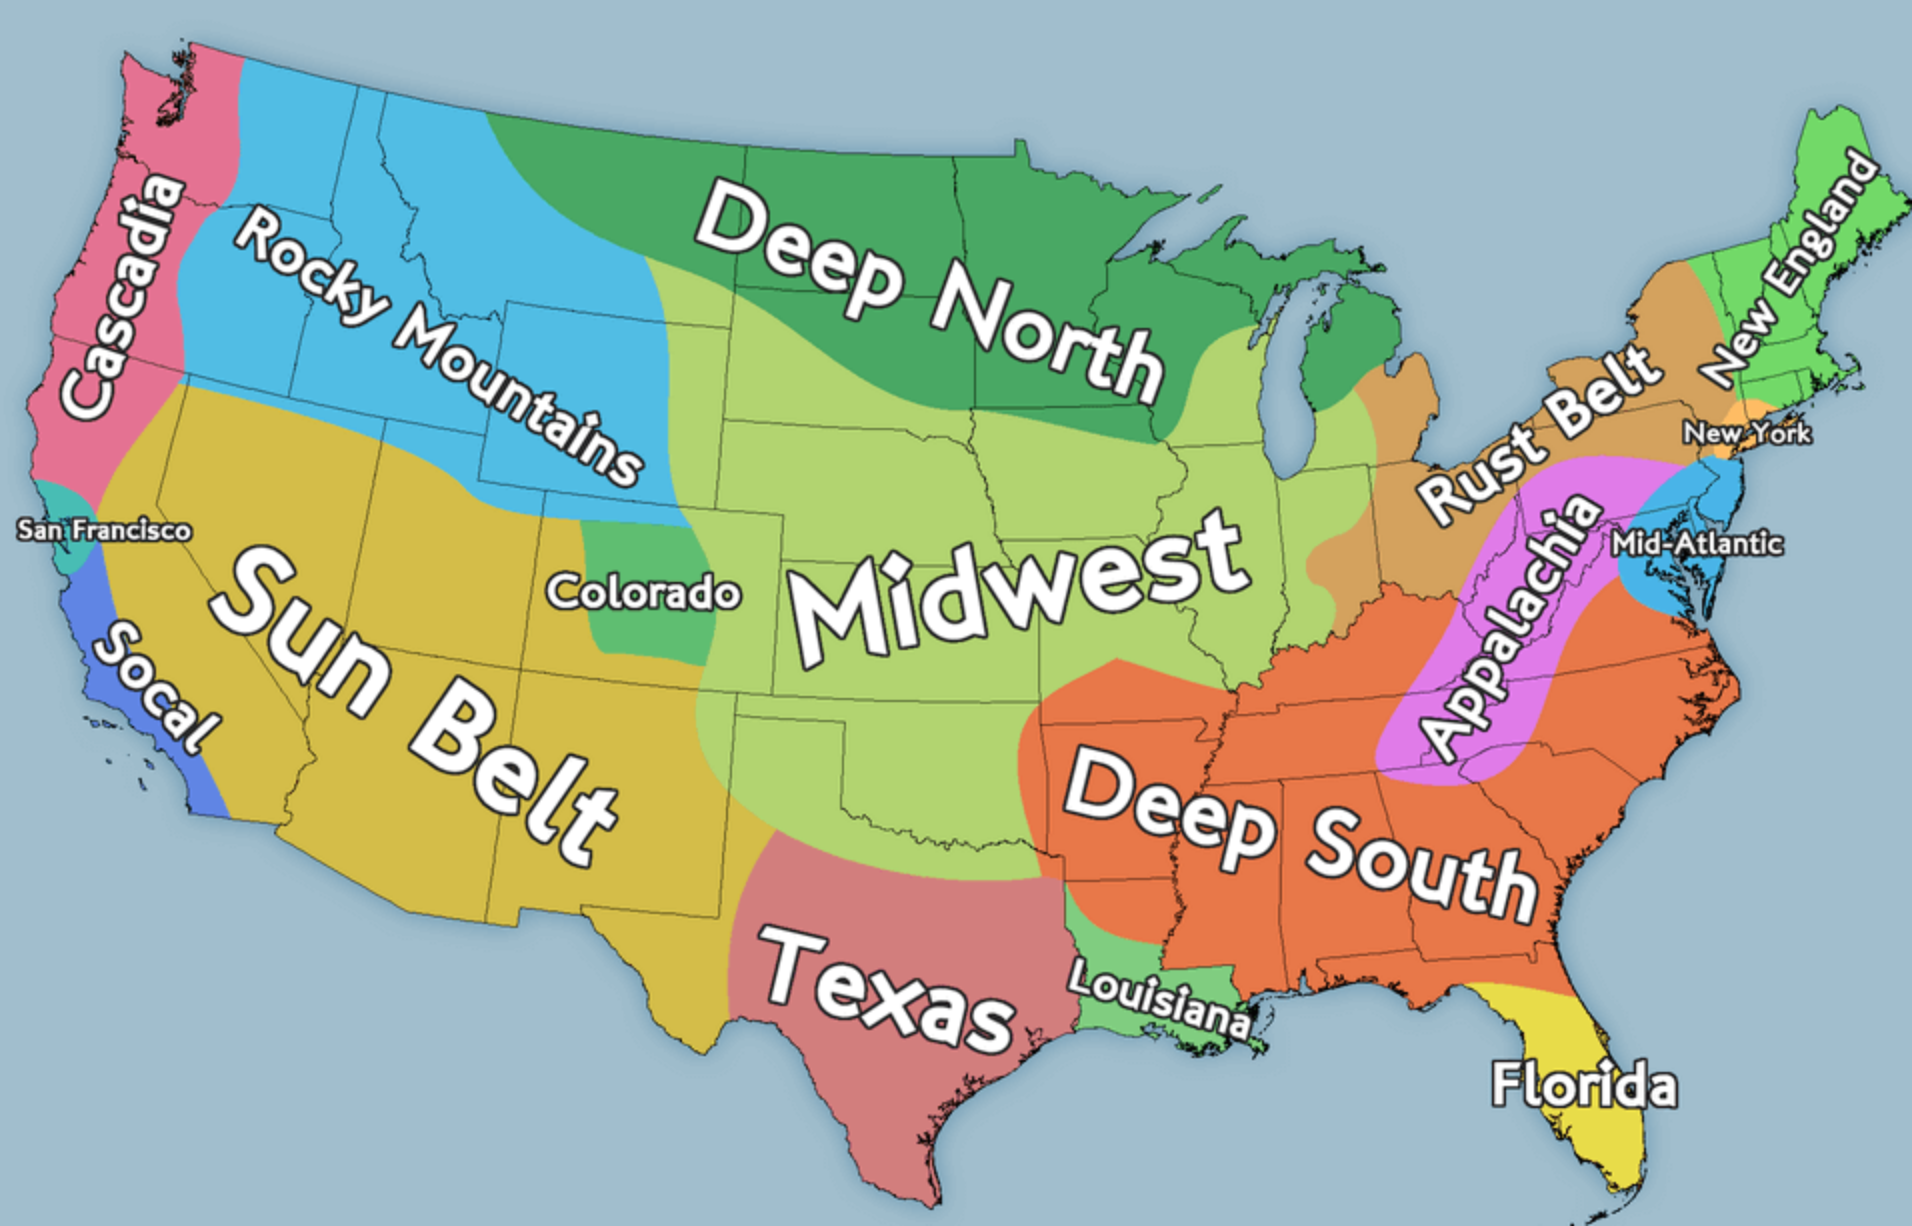 Cascadia
Rocky Mountains
Deep North
New England
Rust Belt
New York
San Francisco
Sun Belt
Colorado
Midwest
Appalachia
Mid-Atlantic
Socal
Deep South
Texas
Louisiana
Florida